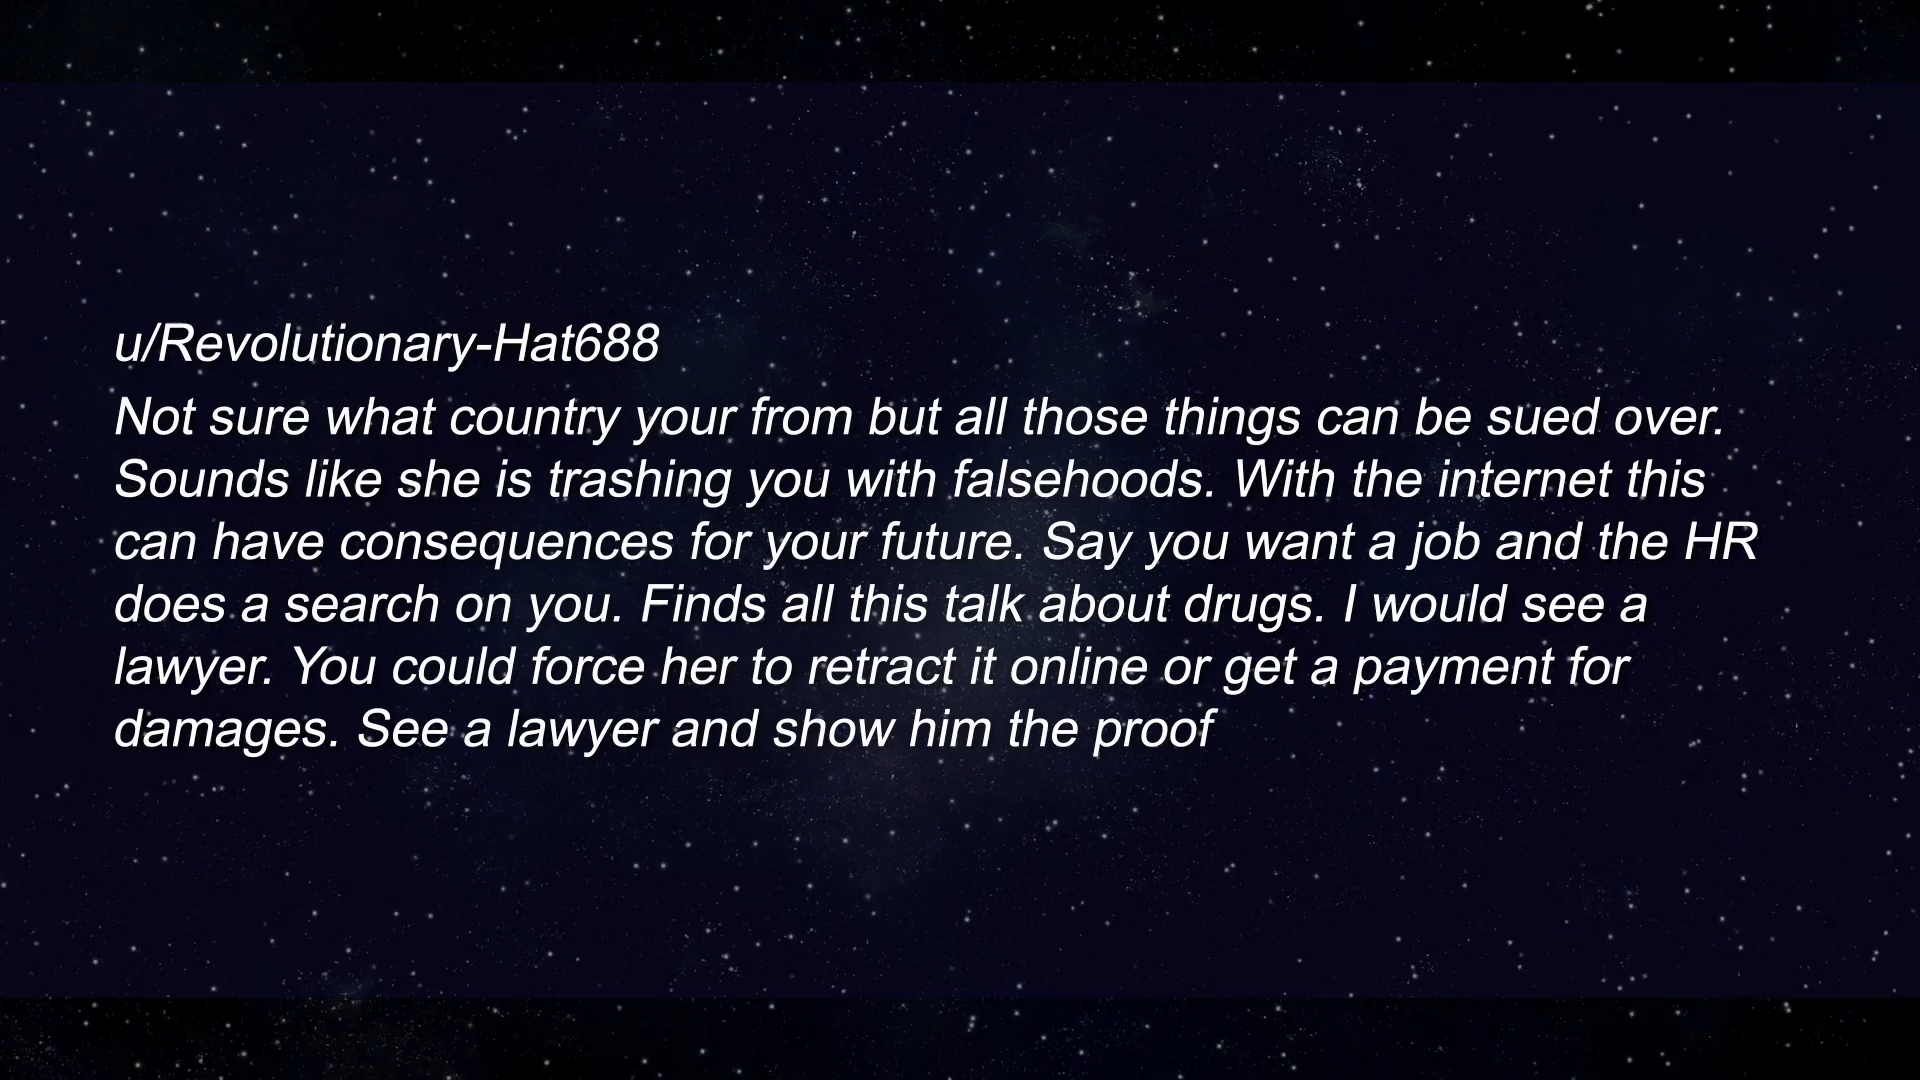 u/Revolutionary-Hat688
Not sure what country your from but all those things can be sued over.
Sounds like she is trashing you with falsehoods. With the internet this
can have consequences for your future. Say you want a job and the HR
does a search on you. Finds all this talk about drugs. I would see a
lawyer. You could force her to retract it online or get a payment for
damages. See a lawyer and show him the proof